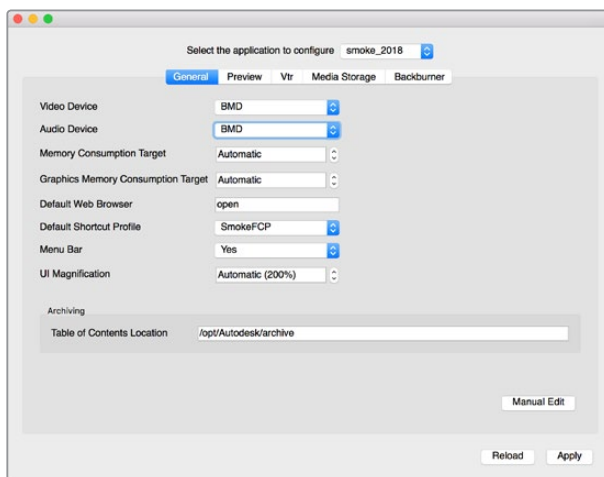 Select the application to configure smoke_2018
General Preview Vtr Media Storage Backburner
Video Device BMD
Audio Device BMD
Memory Consumption Target Automatic
Graphics Memory Consumption Target Automatic
Default Web Browser open
Default Shortcut Profile SmokeFCP
Menu Bar Yes
UI Magnification Automatic (200%)
Archiving
Table of Contents Location /opt/Autodesk/archive
Manual Edit
Reload Apply